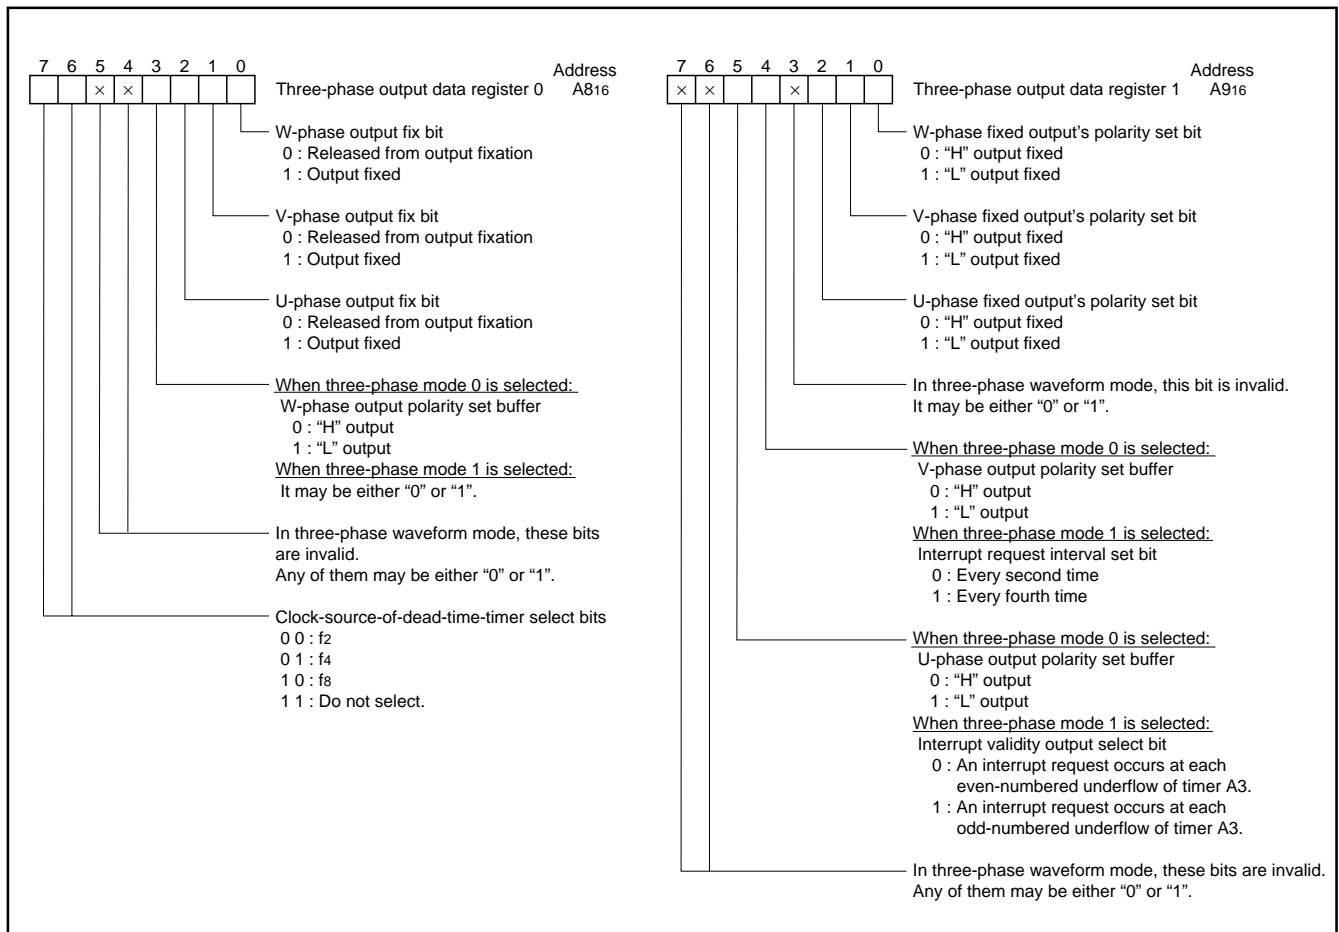 7 6 5 4 3 2 1 0
Address
× × Three-phase output data register 0 A816
W-phase output fix bit
0 : Released from output fixation
1 : Output fixed
V-phase output fix bit
0 : Released from output fixation
1 : Output fixed
U-phase output fix bit
0 : Released from output fixation
1 : Output fixed
When three-phase mode 0 is selected:
W-phase output polarity set buffer
0 : “H” output
1 : “L” output
When three-phase mode 1 is selected:
It may be either “0” or “1”.
In three-phase waveform mode, these bits
are invalid.
Any of them may be either “0” or “1”.
Clock-source-of-dead-time-timer select bits
0 0 : f2
0 1 : f4
1 0 : f8
1 1 : Do not select.
7 6 5 4 3 2 1 0
Address
× × × Three-phase output data register 1 A916
W-phase fixed output’s polarity set bit
0 : “H” output fixed
1 : “L” output fixed
V-phase fixed output’s polarity set bit
0 : “H” output fixed
1 : “L” output fixed
U-phase fixed output’s polarity set bit
0 : “H” output fixed
1 : “L” output fixed
In three-phase waveform mode, this bit is invalid.
It may be either “0” or “1”.
When three-phase mode 0 is selected:
V-phase output polarity set buffer
0 : “H” output
1 : “L” output
When three-phase mode 1 is selected:
Interrupt request interval set bit
0 : Every second time
1 : Every fourth time
When three-phase mode 0 is selected:
U-phase output polarity set buffer
0 : “H” output
1 : “L” output
When three-phase mode 1 is selected:
Interrupt validity output select bit
0 : An interrupt request occurs at each
even-numbered underflow of timer A3.
1 : An interrupt request occurs at each
odd-numbered underflow of timer A3.
In three-phase waveform mode, these bits are invalid.
Any of them may be either “0” or “1”.